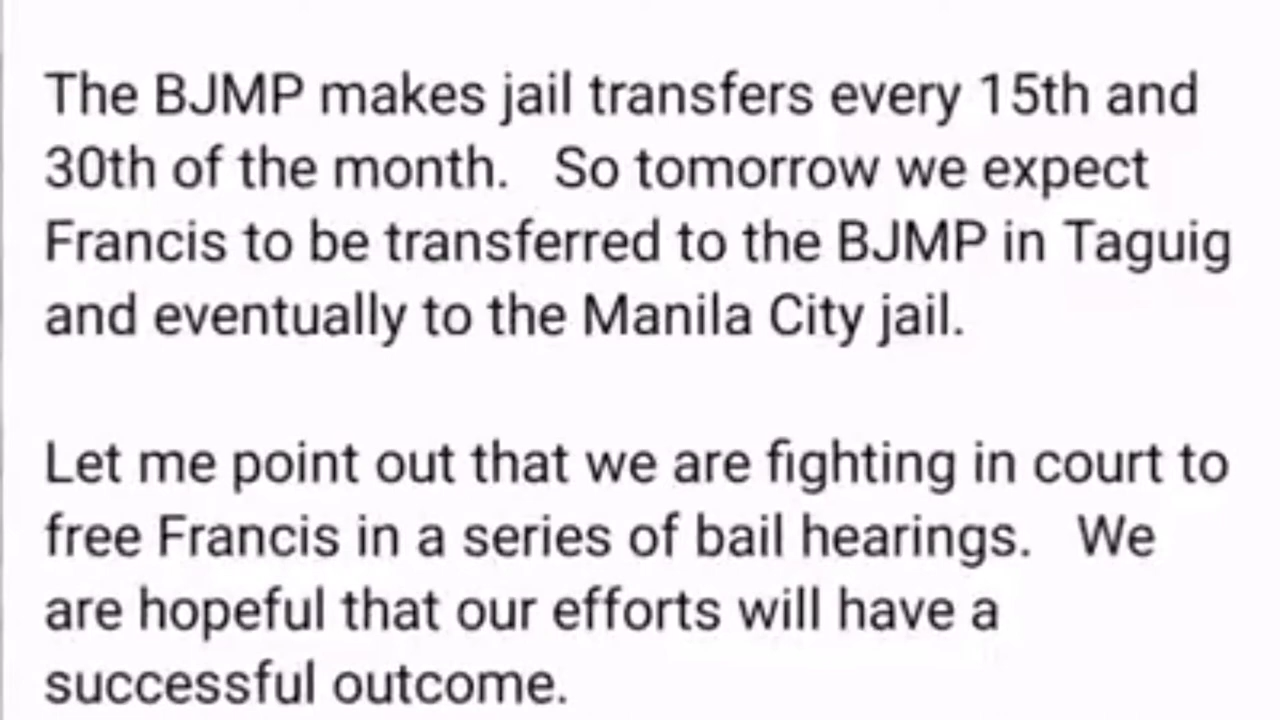 The BJMP makes jail transfers every 15th and
30th of the month.   So tomorrow we expect
Francis to be transferred to the BJMP in Taguig
and eventually to the Manila City jail.
Let me point out that we are fighting in court to
free Francis in a series of bail hearings.   We
are hopeful that our efforts will have a
successful outcome.